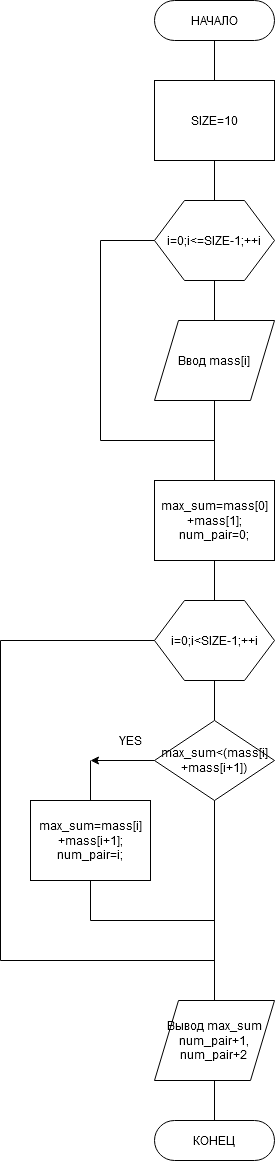 НАЧАЛО
SIZE=10
i=0;i<=SIZE-1;++i
Ввод mass[i]
max_sum=mass[0]
+mass[1];
num_pair=0;
i=0;i<SIZE-1;++i
YES
max_sum<(mass[i]
+mass[i+1])
max_sum=mass[i]
+mass[i+1];
num_pair=i;
Вывод max_sum
num_pair+1,
num_pair+2
КОНЕЦ